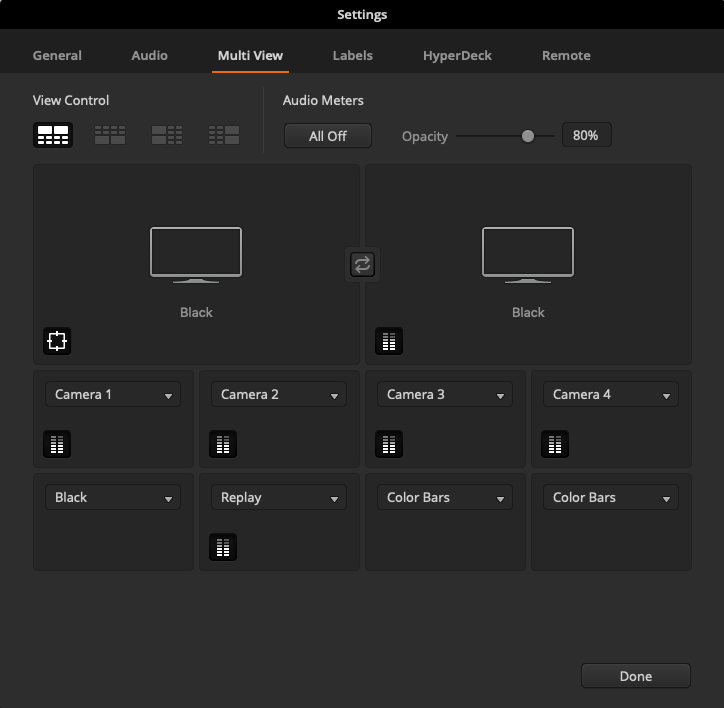 Settings
General Audio Multi View Labels HyperDeck Remote
View Control Audio Meters
All Off Opacity 80%
Black Black
Camera 1 Camera 2 Camera 3 Camera 4
Black Replay Color Bars Color Bars
Done